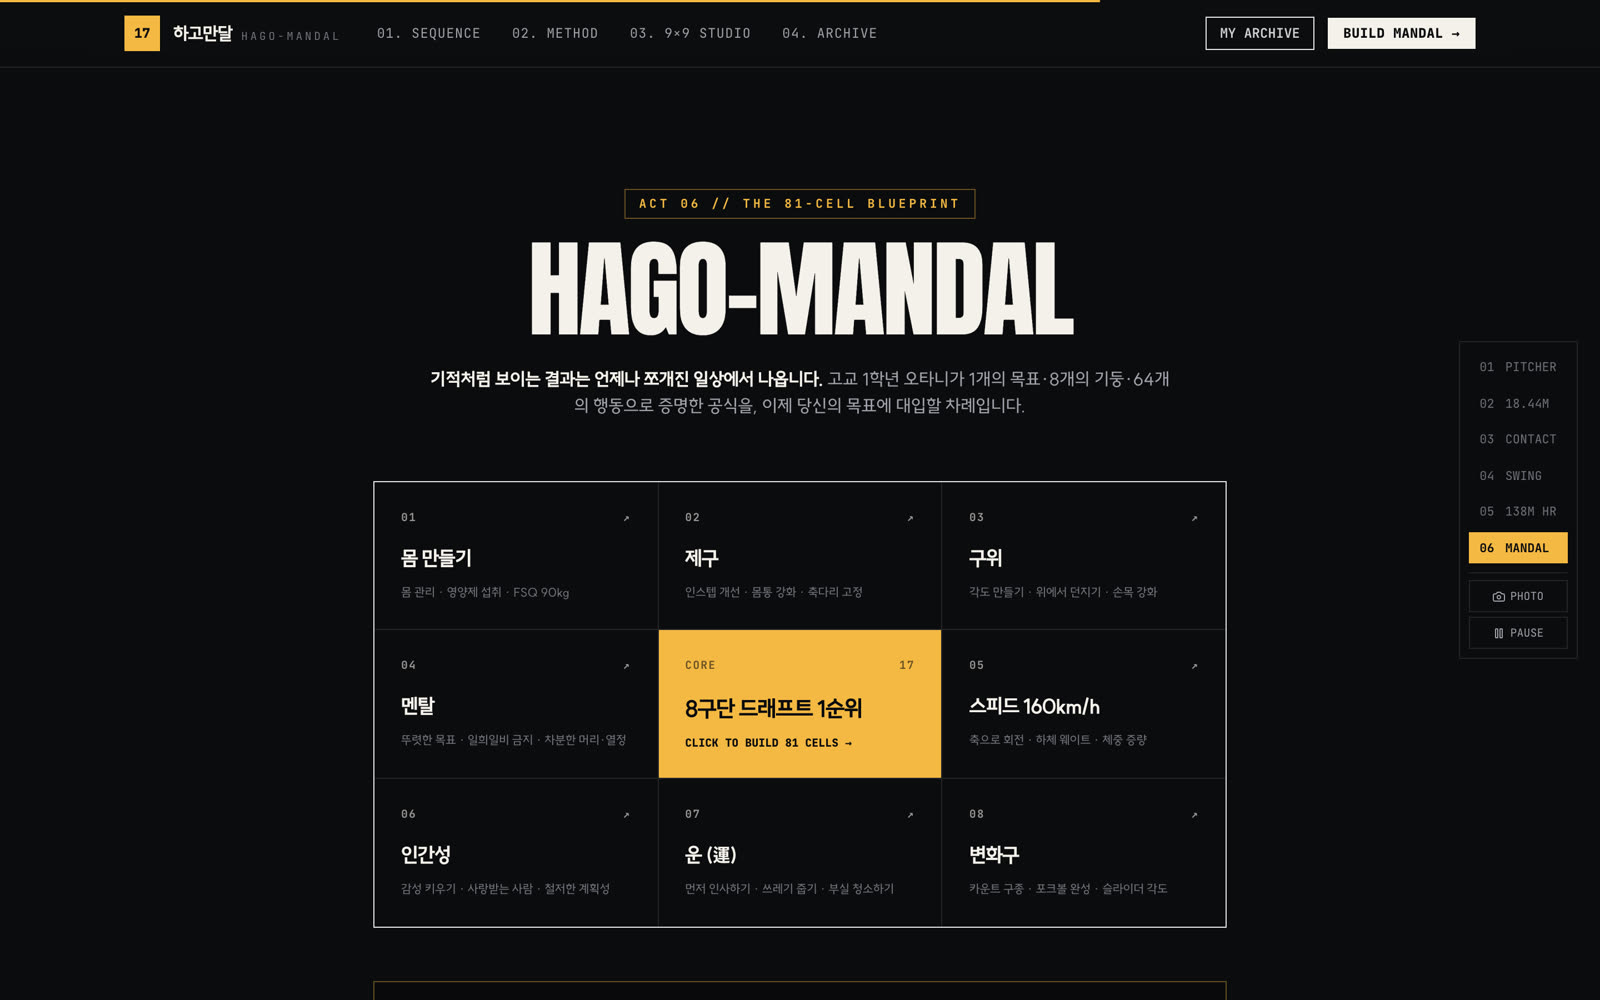 17 하고만달 HAGO-MANDAL 01. SEQUENCE 02. METHOD 03. 9×9 STUDIO 04. ARCHIVE MY ARCHIVE BUILD MANDAL →
ACT 06 // THE 81-CELL BLUEPRINT
HAGO-MANDAL
기적처럼 보이는 결과는 언제나 쪼개진 일상에서 나옵니다. 고교 1학년 오타니가 1개의 목표·8개의 기둥·64개
의 행동으로 증명한 공식을, 이제 당신의 목표에 대입할 차례입니다.
01 ↗
몸 만들기
몸 관리 · 영양제 섭취 · FSQ 90kg
02 ↗
제구
인스텝 개선 · 몸통 강화 · 축다리 고정
03 ↗
구위
각도 만들기 · 위에서 던지기 · 손목 강화
04 ↗
멘탈
뚜렷한 목표 · 일희일비 금지 · 차분한 머리·열정
CORE 17
8구단 드래프트 1순위
CLICK TO BUILD 81 CELLS →
05 ↗
스피드 160km/h
축으로 회전 · 하체 웨이트 · 체중 증량
06 ↗
인간성
감성 키우기 · 사랑받는 사람 · 철저한 계획성
07 ↗
운 (運)
먼저 인사하기 · 쓰레기 줍기 · 부실 청소하기
08 ↗
변화구
카운트 구종 · 포크볼 완성 · 슬라이더 각도
01 PITCHER
02 18.44M
03 CONTACT
04 SWING
05 138M HR
06 MANDAL
PHOTO
PAUSE